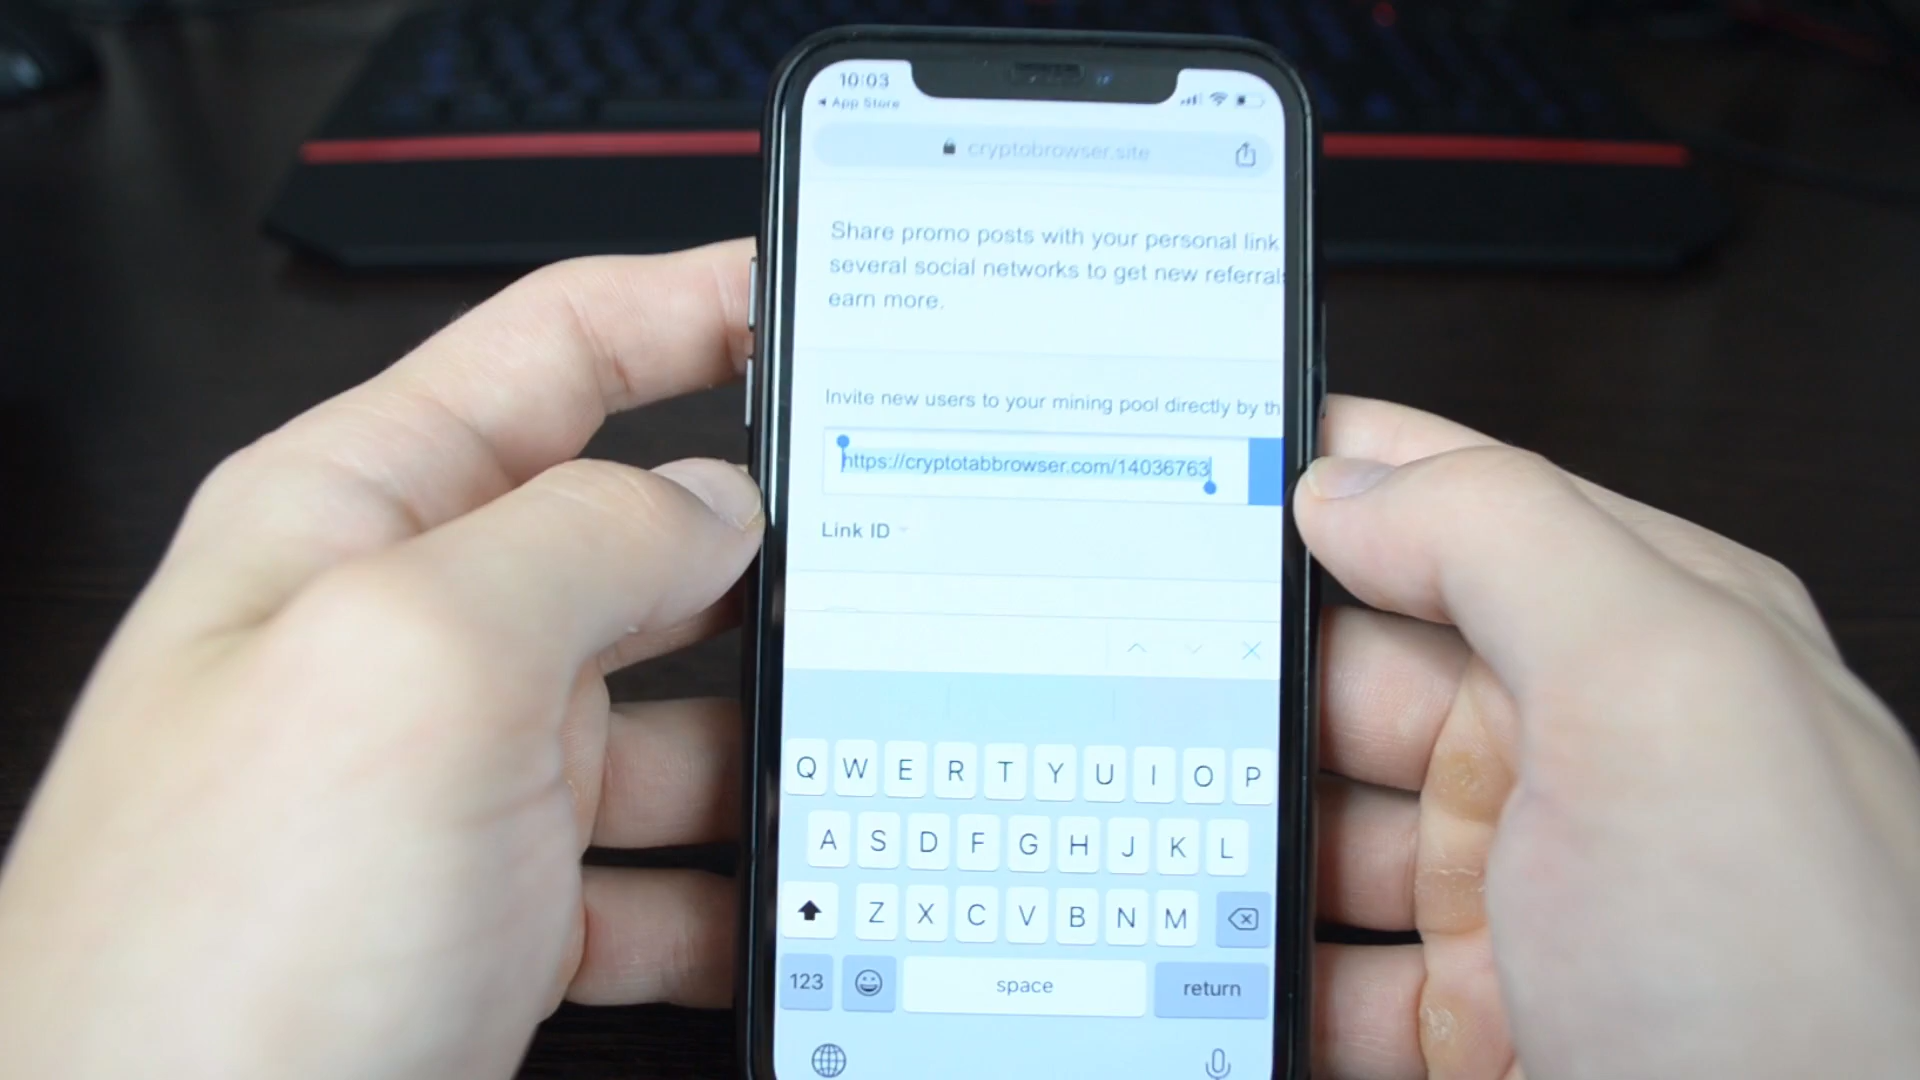 10:03
◀ App Store
cryptobrowser.site
Share promo posts with your personal link
several social networks to get new referrals
earn more.
Invite new users to your mining pool directly by th
https://cryptotabbrowser.com/14036763
Link ID
Q W E R T Y U I O P
A S D F G H J K L
Z X C V B N M
123 space return